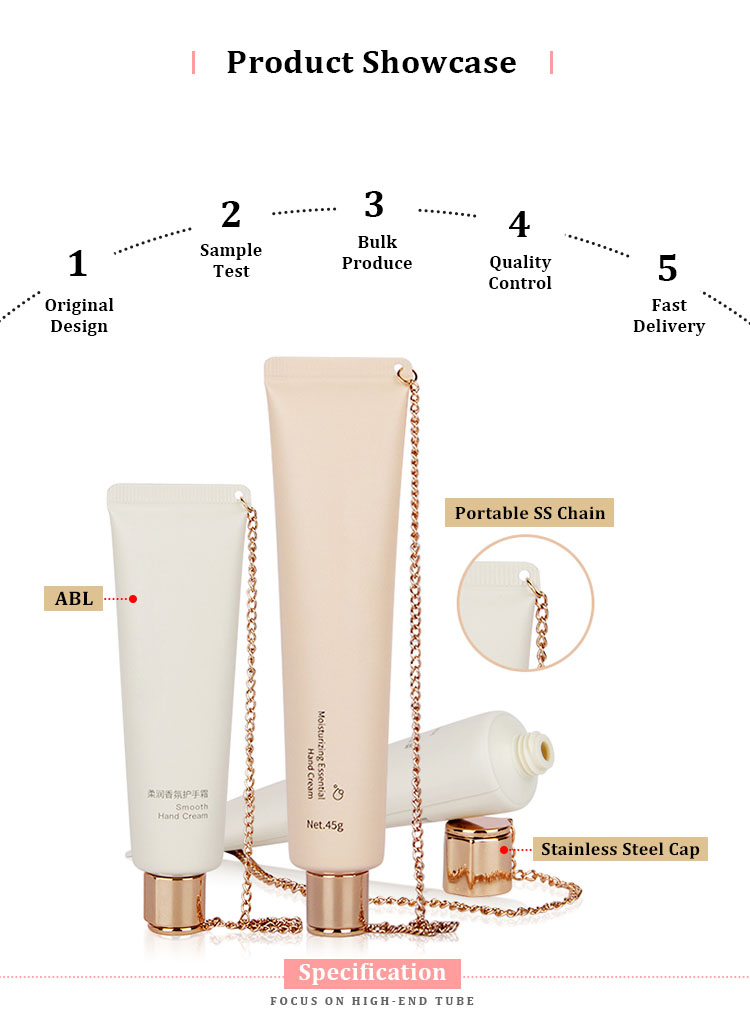 Product Showcase
1
Original
Design
2
Sample
Test
3
Bulk
Produce
4
Quality
Control
5
Fast
Delivery
Portable SS Chain
ABL
Moisturizing Essential
Hand Cream
Net.45g
柔润香氛护手霜
Smooth
Hand Cream
Stainless Steel Cap
Specification
FOCUS ON HIGH-END TUBE